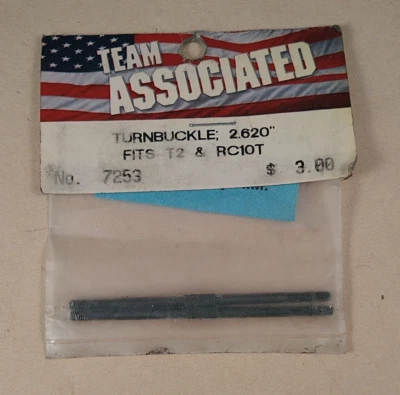 TEAM
ASSOCIATED
TURNBUCKLE; 2.620"
FITS T2 & RC10T
No. 7253 $ 3.00